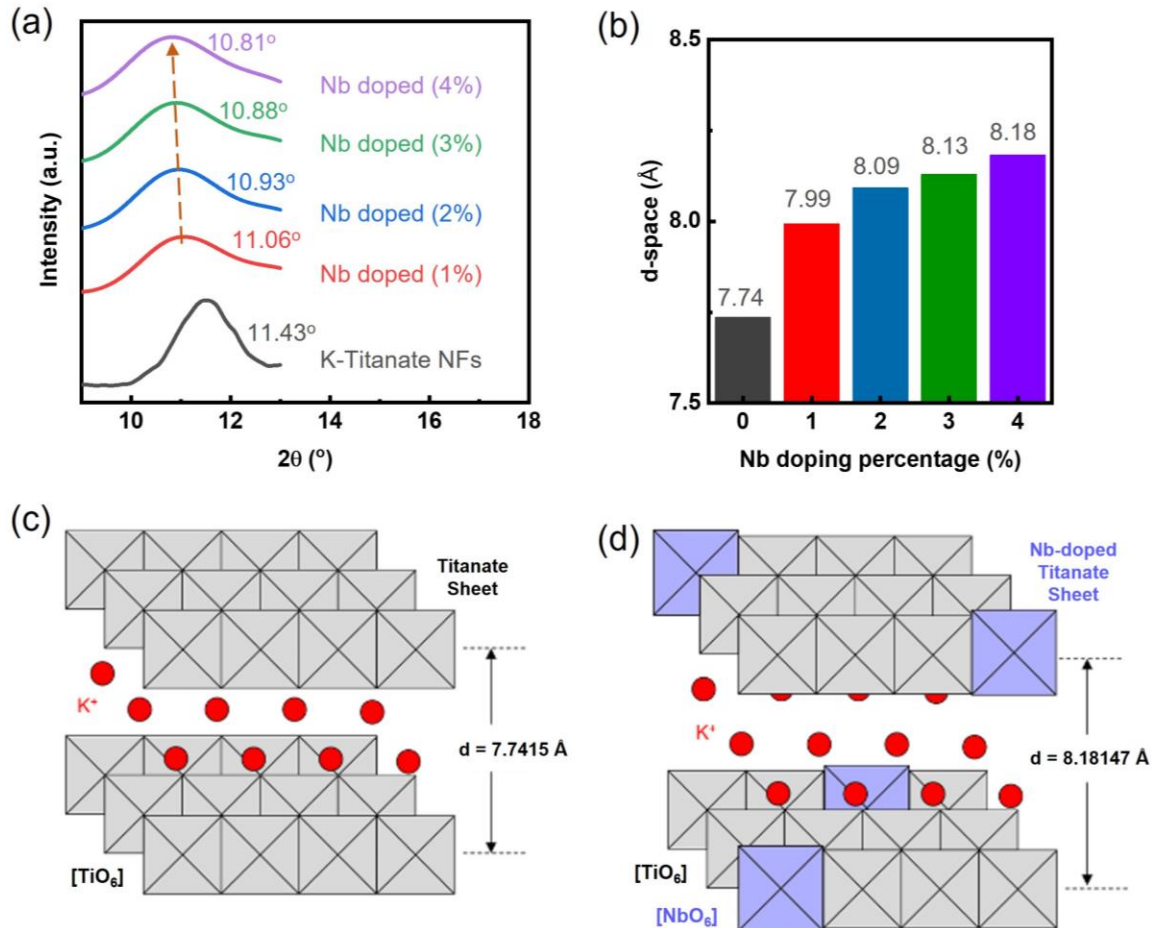 (a)
10.81°
Nb doped (4%)
10.88°
Nb doped (3%)
10.93°
Nb doped (2%)
11.06°
Nb doped (1%)
11.43°
K-Titanate NFs
Intensity (a.u.)
10 12 14 16 18
2θ (°)
(b)
8.5
8.0
7.5
d-space (Å)
7.74
7.99
8.09
8.13
8.18
0 1 2 3 4
Nb doping percentage (%)
(c)
Titanate
Sheet
K⁺
d = 7.7415 Å
[TiO₆]
(d)
Nb-doped
Titanate
Sheet
K⁺
d = 8.18147 Å
[TiO₆]
[NbO₆]